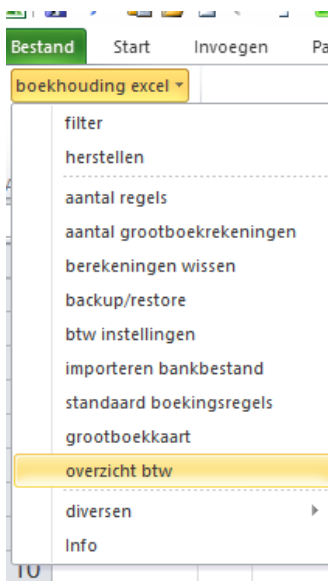 Bestand Start Invoegen Pa
boekhouding excel
filter
herstellen
aantal regels
aantal grootboekrekeningen
berekeningen wissen
backup/restore
btw instellingen
importeren bankbestand
standaard boekingsregels
grootboekkaart
overzicht btw
diversen
Info
10